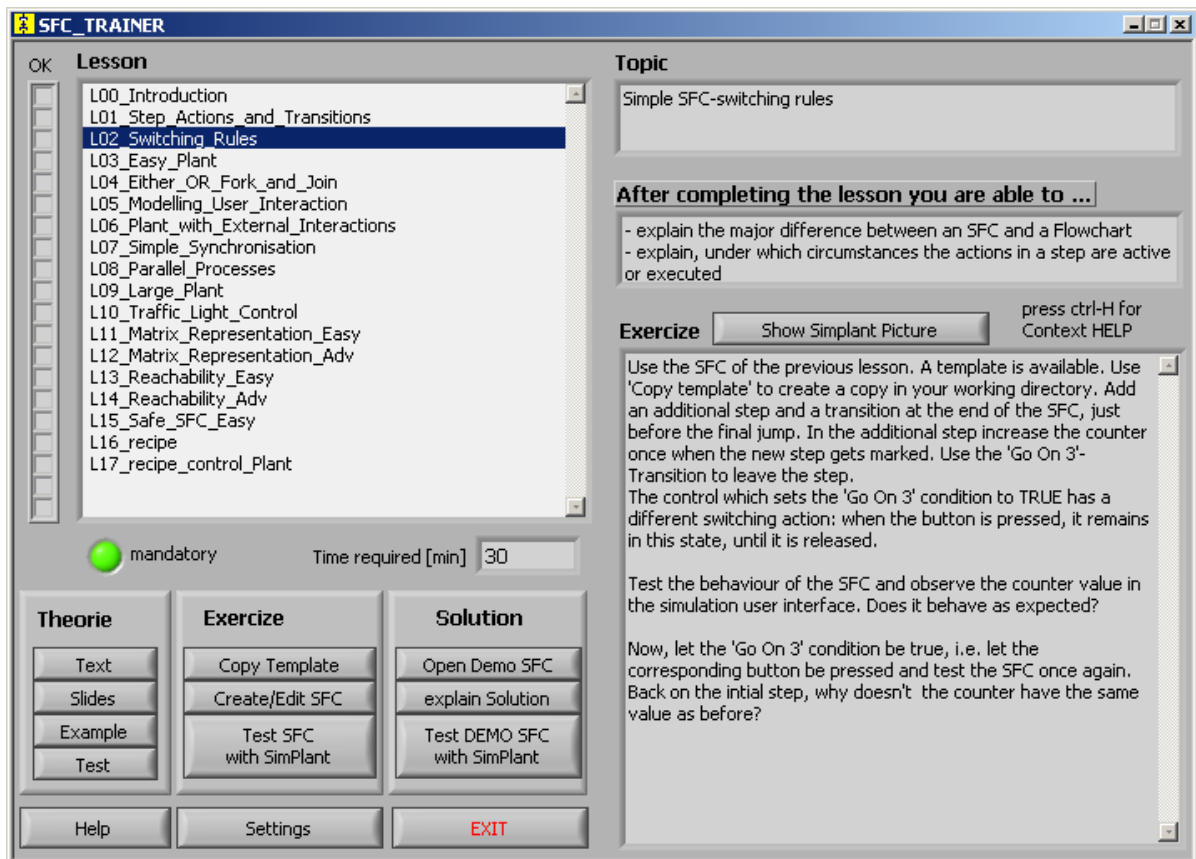 SFC_TRAINER
OK
Lesson
L00_Introduction
L01_Step_Actions_and_Transitions
L02_Switching_Rules
L03_Easy_Plant
L04_Either_OR_Fork_and_Join
L05_Modelling_User_Interaction
L06_Plant_with_External_Interactions
L07_Simple_Synchronisation
L08_Parallel_Processes
L09_Large_Plant
L10_Traffic_Light_Control
L11_Matrix_Representation_Easy
L12_Matrix_Representation_Adv
L13_Reachability_Easy
L14_Reachability_Adv
L15_Safe_SFC_Easy
L16_recipe
L17_recipe_control_Plant
mandatory
Time required [min] 30
Theorie
Text
Slides
Example
Test
Exercize
Copy Template
Create/Edit SFC
Test SFC
with SimPlant
Solution
Open Demo SFC
explain Solution
Test DEMO SFC
with SimPlant
Help
Settings
EXIT
Topic
Simple SFC-switching rules
After completing the lesson you are able to ...
- explain the major difference between an SFC and a Flowchart
- explain, under which circumstances the actions in a step are active
or executed
Exercize
Show Simplant Picture
press ctrl-H for
Context HELP
Use the SFC of the previous lesson. A template is available. Use
'Copy template' to create a copy in your working directory. Add
an additional step and a transition at the end of the SFC, just
before the final jump. In the additional step increase the counter
once when the new step gets marked. Use the 'Go On 3'-
Transition to leave the step.
The control which sets the 'Go On 3' condition to TRUE has a
different switching action: when the button is pressed, it remains
in this state, until it is released.
Test the behaviour of the SFC and observe the counter value in
the simulation user interface. Does it behave as expected?
Now, let the 'Go On 3' condition be true, i.e. let the
corresponding button be pressed and test the SFC once again.
Back on the intial step, why doesn't the counter have the same
value as before?